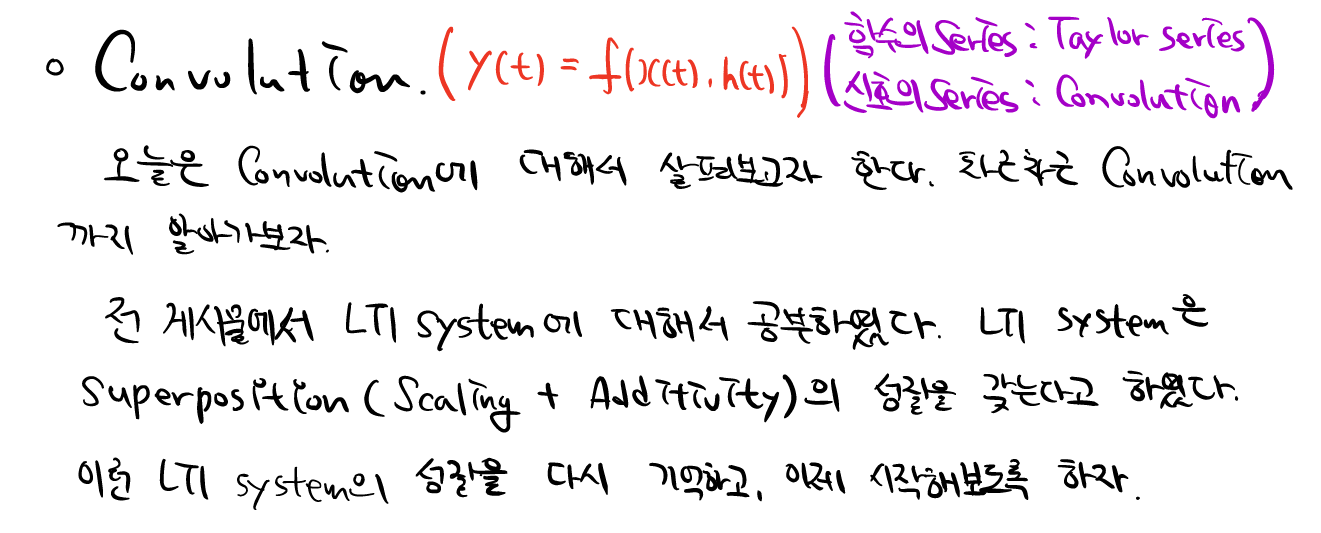 o Convolution. (y(t) = f(x(t), h(t))) (함수의 series : Taylor series
신호의 series : Convolution)
오늘은 Convolution에 대해서 살펴보고자 한다. 차근차근 Convolution
까지 알아가보자.
전 게시물에서 LTI system에 대해서 공부하였다. LTI system은
Superposition (Scaling + Additivity)의 성질을 갖는다고 하였다.
이런 LTI system의 성질을 다시 기억하고, 이제 시작해보도록 하자.